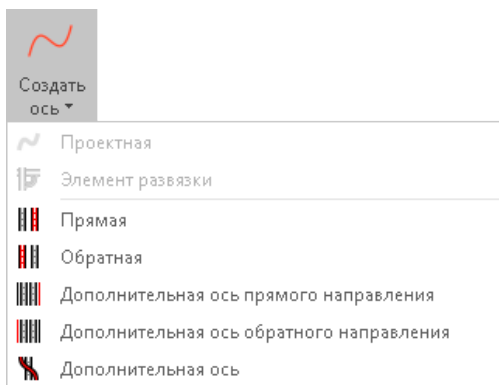 Создать
ось
Проектная
Элемент развязки
Прямая
Обратная
Дополнительная ось прямого направления
Дополнительная ось обратного направления
Дополнительная ось